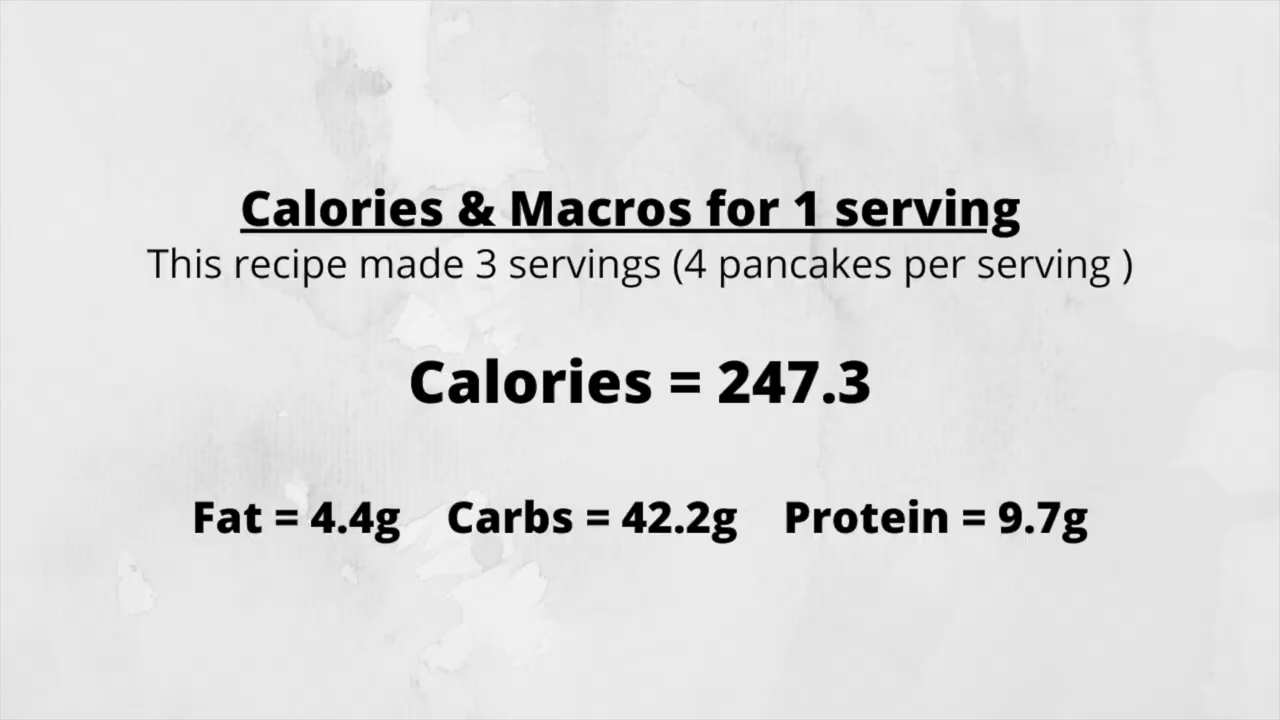 Calories & Macros for 1 serving
This recipe made 3 servings (4 pancakes per serving )
Calories = 247.3
Fat = 4.4g Carbs = 42.2g Protein = 9.7g